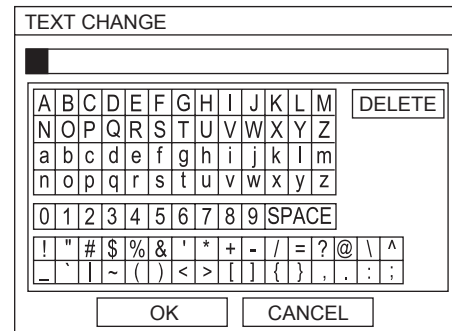 TEXT CHANGE
A B C D E F G H I J K L M DELETE
N O P Q R S T U V W X Y Z
a b c d e f g h i j k l m
n o p q r s t u v w x y z
0 1 2 3 4 5 6 7 8 9 SPACE
! " # $ % & ' * + - / = ? @ \ ^
_ ` | ~ ( ) < > [ ] { } , . : ;
OK CANCEL